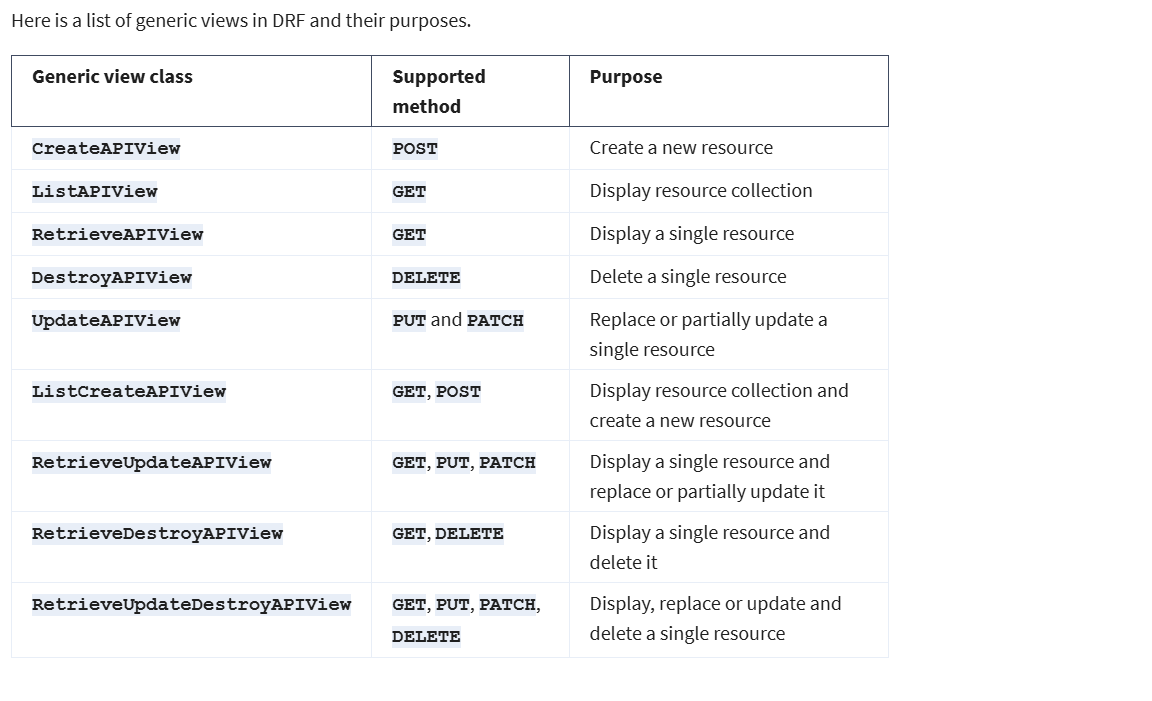 Here is a list of generic views in DRF and their purposes.
Generic view class Supported method Purpose
CreateAPIView POST Create a new resource
ListAPIView GET Display resource collection
RetrieveAPIView GET Display a single resource
DestroyAPIView DELETE Delete a single resource
UpdateAPIView PUT and PATCH Replace or partially update a
single resource
ListCreateAPIView GET, POST Display resource collection and
create a new resource
RetrieveUpdateAPIView GET, PUT, PATCH Display a single resource and
replace or partially update it
RetrieveDestroyAPIView GET, DELETE Display a single resource and
delete it
RetrieveUpdateDestroyAPIView GET, PUT, PATCH,
DELETE Display, replace or update and
delete a single resource